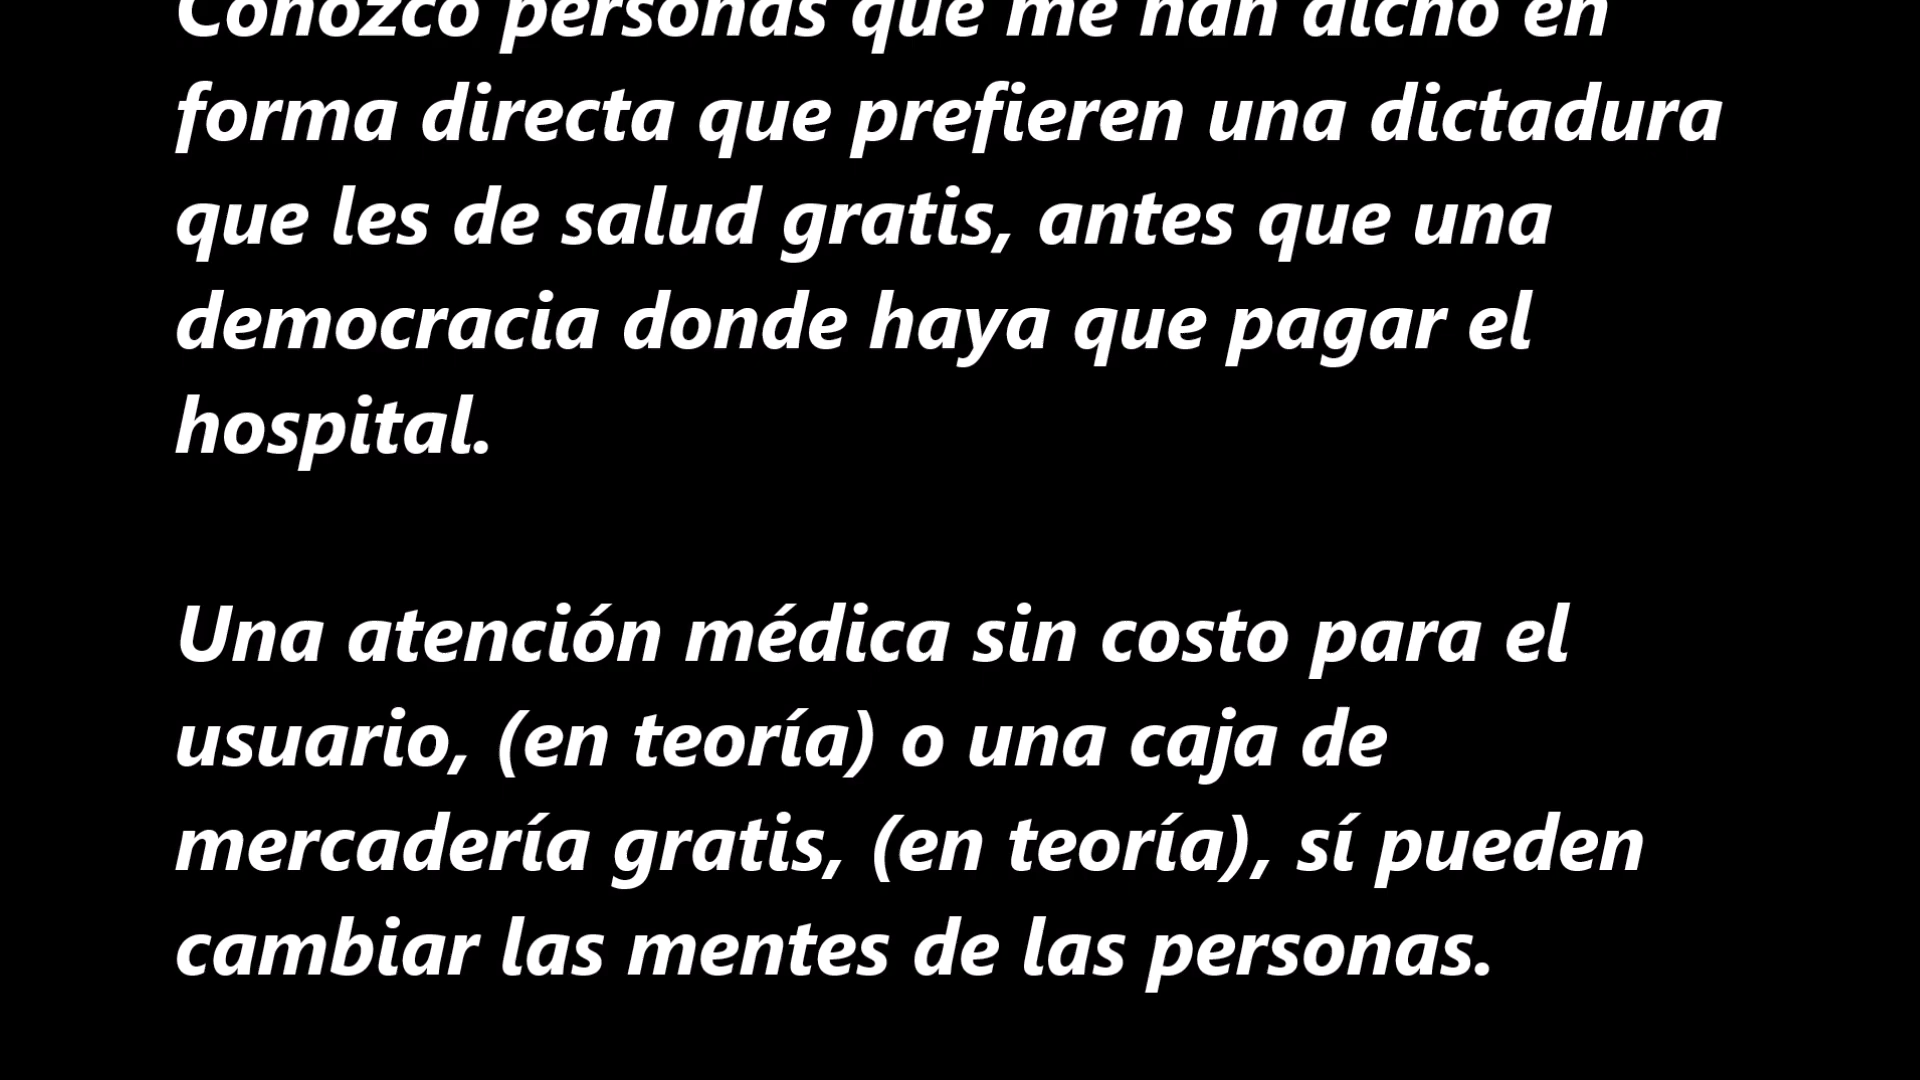 Conozco personas que me han dicho en
forma directa que prefieren una dictadura
que les de salud gratis, antes que una
democracia donde haya que pagar el
hospital.
Una atención médica sin costo para el
usuario, (en teoría) o una caja de
mercadería gratis, (en teoría), sí pueden
cambiar las mentes de las personas.